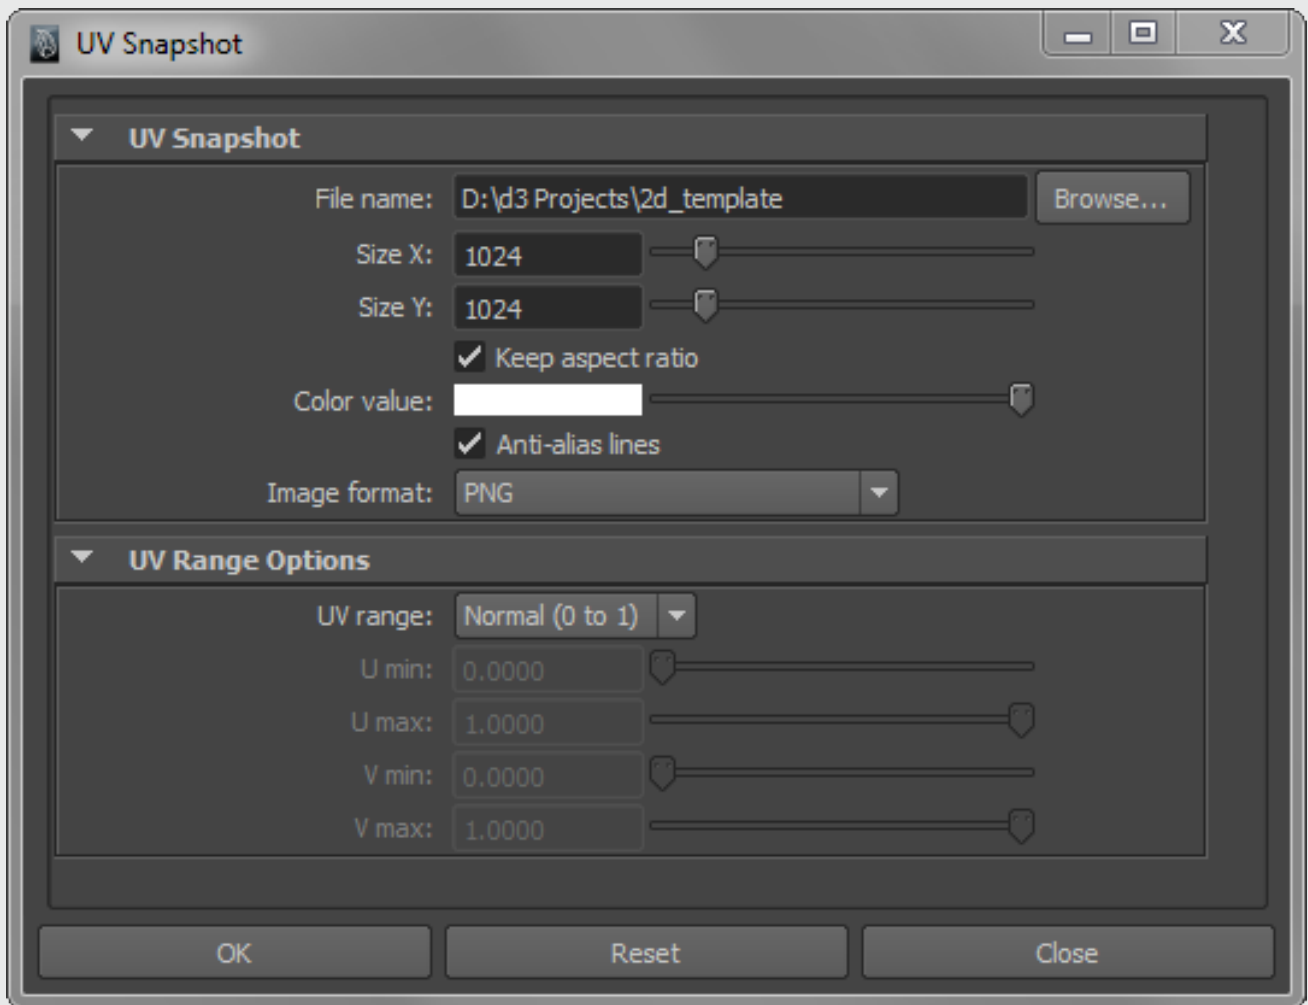 UV Snapshot
UV Snapshot
File name: D:\d3 Projects\2d_template Browse...
Size X: 1024
Size Y: 1024
Keep aspect ratio
Color value:
Anti-alias lines
Image format: PNG
UV Range Options
UV range: Normal (0 to 1)
U min: 0.0000
U max: 1.0000
V min: 0.0000
V max: 1.0000
OK Reset Close